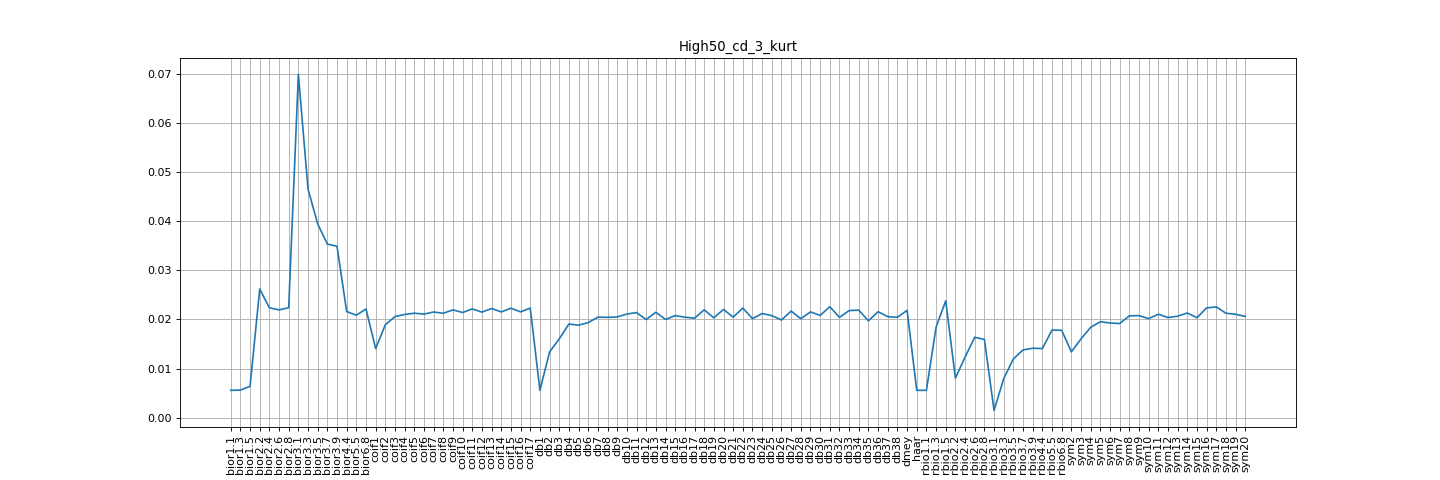 High50_cd_3_kurt
0.07
0.06
0.05
0.04
0.03
0.02
0.01
0.00
bior1.1
bior1.3
bior1.5
bior2.2
bior2.4
bior2.6
bior2.8
bior3.1
bior3.3
bior3.5
bior3.7
bior3.9
bior4.4
bior5.5
bior6.8
coif1
coif2
coif3
coif4
coif5
coif6
coif7
coif8
coif9
coif10
coif11
coif12
coif13
coif14
coif15
coif16
coif17
db1
db2
db3
db4
db5
db6
db7
db8
db9
db10
db11
db12
db13
db14
db15
db16
db17
db18
db19
db20
db21
db22
db23
db24
db25
db26
db27
db28
db29
db30
db31
db32
db33
db34
db35
db36
db37
db38
dmey
haar
rbio1.1
rbio1.3
rbio1.5
rbio2.2
rbio2.4
rbio2.6
rbio2.8
rbio3.1
rbio3.3
rbio3.5
rbio3.7
rbio3.9
rbio4.4
rbio5.5
rbio6.8
sym2
sym3
sym4
sym5
sym6
sym7
sym8
sym9
sym10
sym11
sym12
sym13
sym14
sym15
sym16
sym17
sym18
sym19
sym20